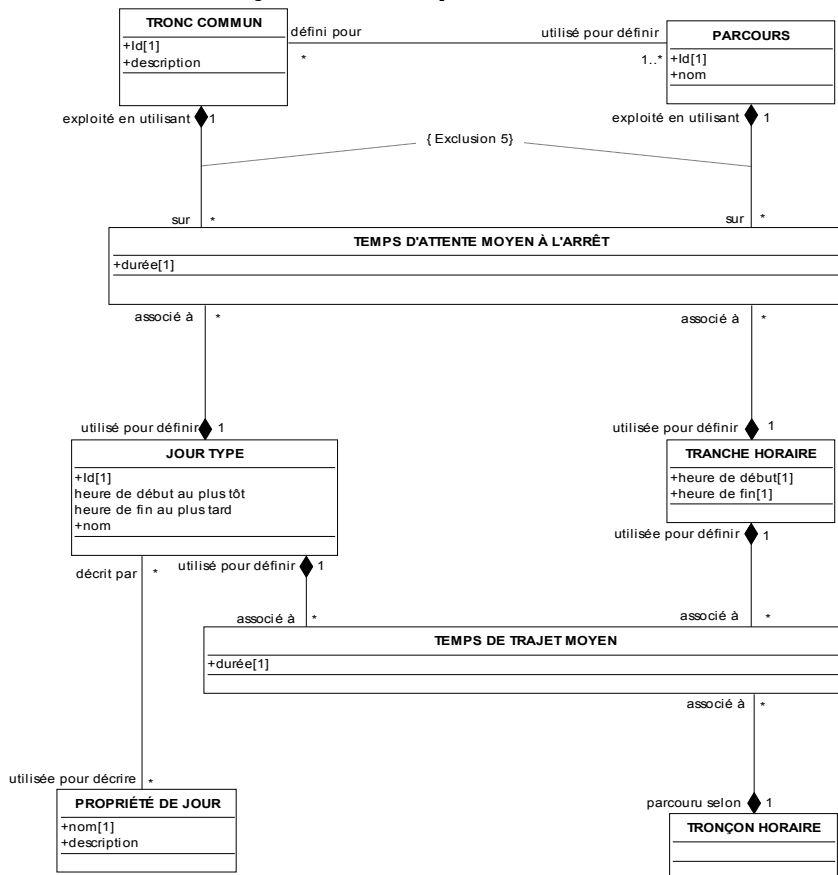 TRONC COMMUN
+Id[1]
+description
défini pour
*
utilisé pour définir
1..*
PARCOURS
+Id[1]
+nom
exploité en utilisant 1
exploité en utilisant 1
{ Exclusion 5}
sur *
sur *
TEMPS D'ATTENTE MOYEN À L'ARRÊT
+durée[1]
associé à *
associé à *
utilisé pour définir 1
utilisée pour définir 1
JOUR TYPE
+Id[1]
heure de début au plus tôt
heure de fin au plus tard
+nom
TRANCHE HORAIRE
+heure de début[1]
+heure de fin[1]
utilisée pour définir 1
décrit par *
utilisé pour définir 1
associé à *
associé à *
TEMPS DE TRAJET MOYEN
+durée[1]
associé à *
utilisée pour décrire *
PROPRIÉTÉ DE JOUR
+nom[1]
+description
parcouru selon 1
TRONÇON HORAIRE